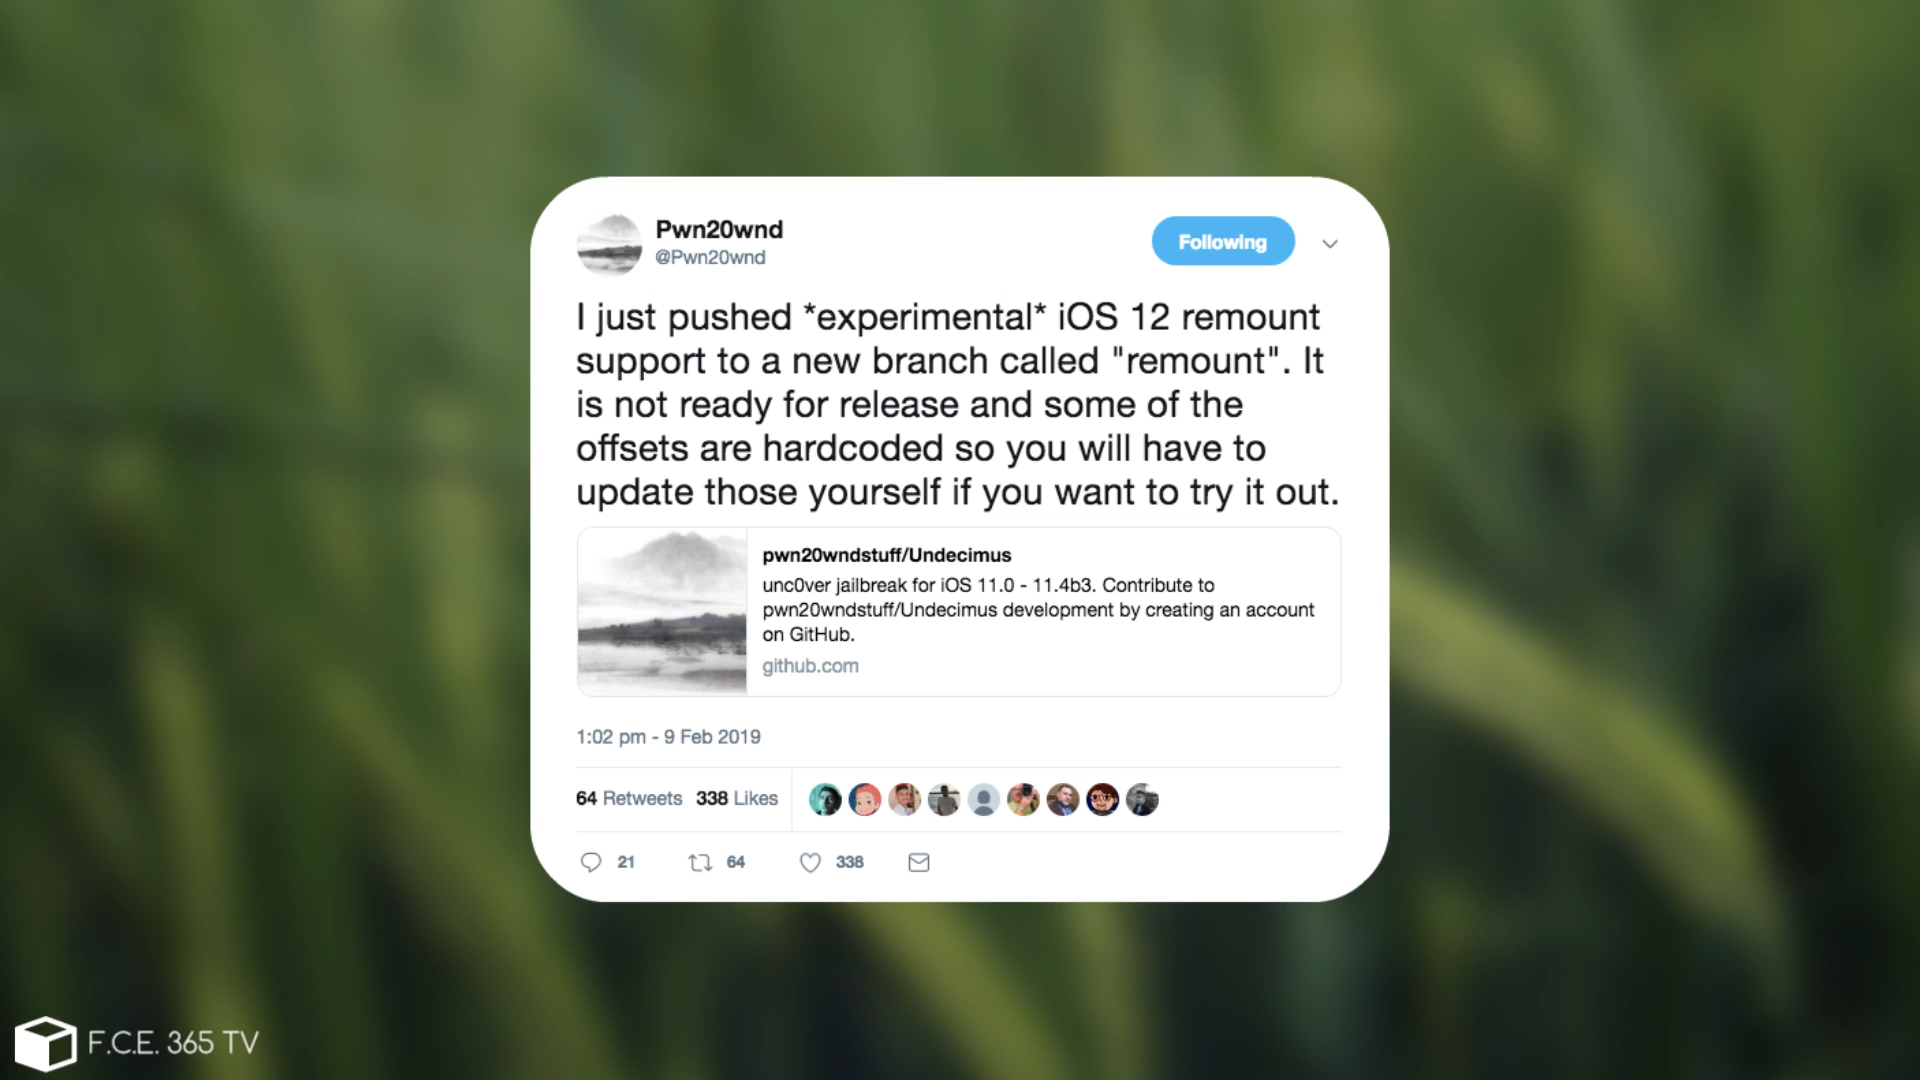 Pwn20wnd
@Pwn20wnd
Following
I just pushed *experimental* iOS 12 remount
support to a new branch called "remount". It
is not ready for release and some of the
offsets are hardcoded so you will have to
update those yourself if you want to try it out.
pwn20wndstuff/Undecimus
unc0ver jailbreak for iOS 11.0 - 11.4b3. Contribute to
pwn20wndstuff/Undecimus development by creating an account
on GitHub.
github.com
1:02 pm - 9 Feb 2019
64 Retweets 338 Likes
21 64 338
F.C.E. 365 TV